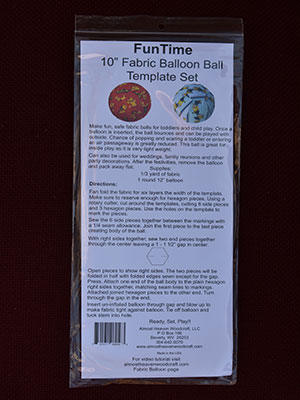 FunTime
10" Fabric Balloon Ball
Template Set
Make fun, safe fabric balls for toddlers and child play. Once a
balloon is inserted, the ball bounces and can be played with
outside. Chance of popping and scaring a toddler or entering
an air passageway is greatly reduced. This ball is great for
inside play as it is very light weight.
Can also be used for weddings, family reunions and other
party decorations. After the festivities, remove the balloon
and pack away flat.
Supplies:
1/3 yard of fabric
1 round 12" balloon
Directions:
Fan fold the fabric for six layers the width of the template.
Make sure to reserve enough for hexagon pieces. Using a
rotary cutter, cut around the templates, cutting 6 side pieces
and 3 hexagon pieces. Use the holes on the template to
mark the pieces.
Sew the 6 side pieces together between the markings with
a 1/4 seam allowance. Join the first piece to the last piece
creating body of the ball.
With right sides together, sew two end pieces together
through the center leaving a 1 - 1 1/2" gap in center.
Open pieces to show right sides. The two pieces will be
folded in half with folded edges seen except for the gap.
Press. Attach one end of the ball body to the plain hexagon
right sides together, matching seam lines to markings.
Attached joined hexagon pieces to the other end. Turn
through the gap in the end.
Insert un-inflated balloon through gap and blow up to
make fabric tight against balloon. Tie off balloon and
tuck stem into hole.
Ready, Set, Play!!
Almost Heaven Woodcraft, LLC
P O Box 166
Beverly, WV 26253
304-642-0079
www.almostheavenwoodcraft.com
Made in the USA
For video tutorial visit
almostheavenwoodcraft.com
Fabric Balloon page